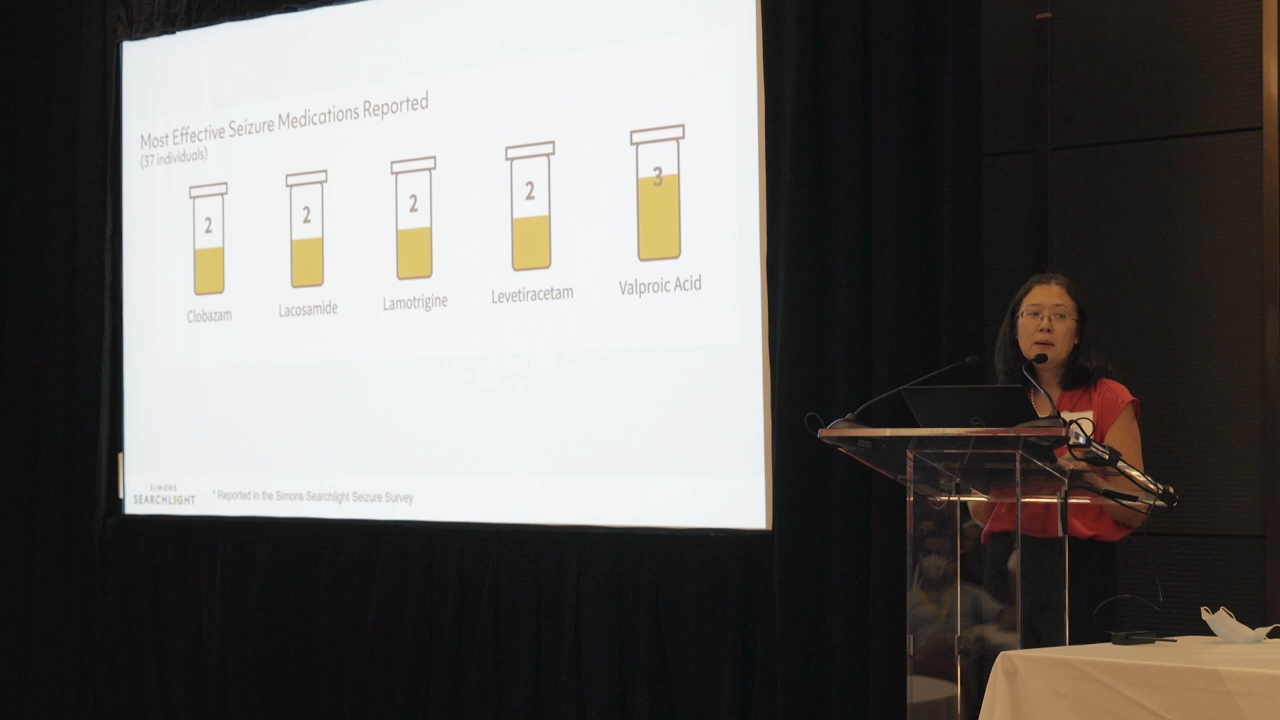 Most Effective Seizure Medications Reported
(37 individuals)
2 2 2 2 3
Clobazam Lacosamide Lamotrigine Levetiracetam Valproic Acid
SIMONS
SEARCHLIGHT
* Reported in the Simons Searchlight Seizure Survey